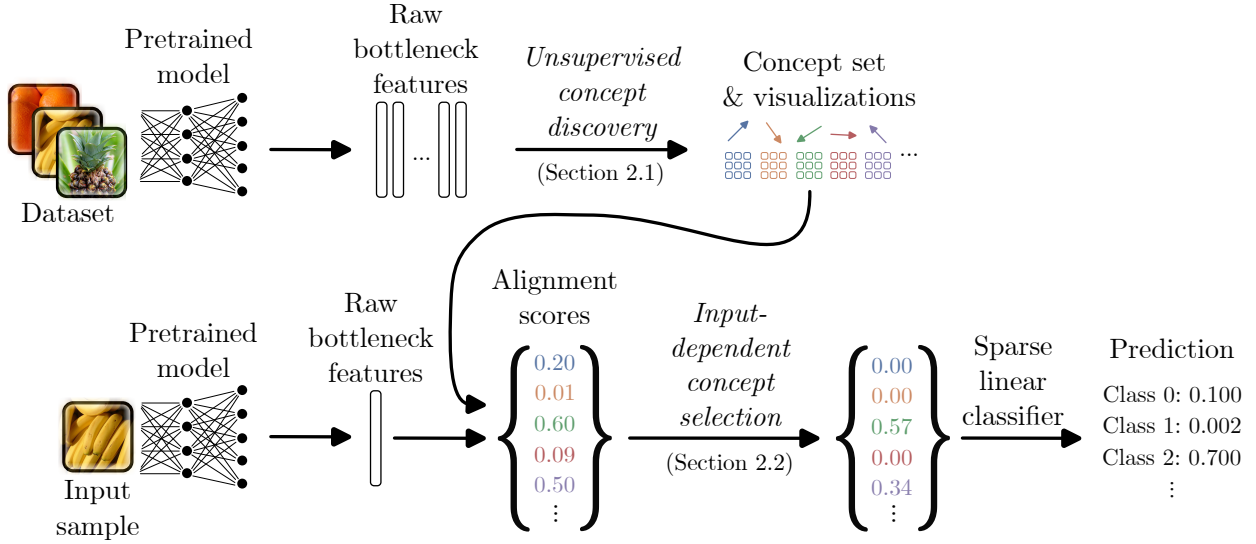 Pretrained
model
Dataset
Raw
bottleneck
features
...
Unsupervised
concept
discovery
(Section 2.1)
Concept set
& visualizations
...
Input
sample
Pretrained
model
Raw
bottleneck
features
Alignment
scores
0.20
0.01
0.60
0.09
0.50
⋮
Input-
dependent
concept
selection
(Section 2.2)
0.00
0.00
0.57
0.00
0.34
⋮
Sparse
linear
classifier
Prediction
Class 0: 0.100
Class 1: 0.002
Class 2: 0.700
⋮